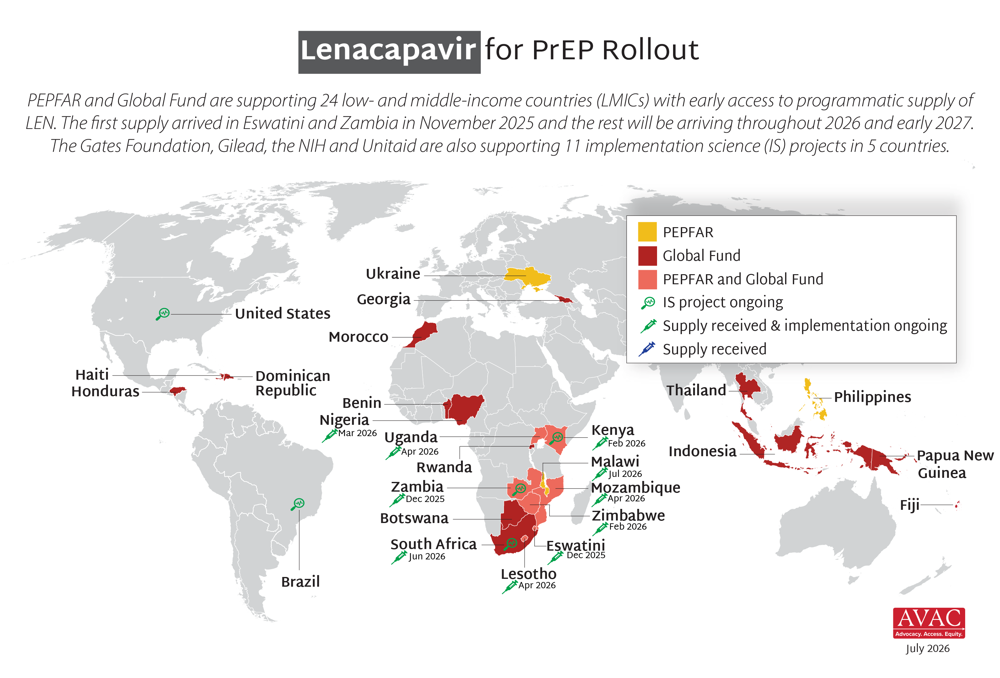 Lenacapavir for PrEP Rollout
PEPFAR and Global Fund are supporting 24 low- and middle-income countries (LMICs) with early access to programmatic supply of
LEN. The first supply arrived in Eswatini and Zambia in November 2025 and the rest will be arriving throughout 2026 and early 2027.
The Gates Foundation, Gilead, the NIH and Unitaid are also supporting 11 implementation science (IS) projects in 5 countries.
PEPFAR
Global Fund
PEPFAR and Global Fund
IS project ongoing
Supply received & implementation ongoing
Supply received
Ukraine
Georgia
United States
Morocco
Haiti
Dominican
Republic
Honduras
Benin
Nigeria
Mar 2026
Uganda
Apr 2026
Rwanda
Kenya
Feb 2026
Malawi
Jul 2026
Zambia
Dec 2025
Mozambique
Apr 2026
Botswana
Zimbabwe
Feb 2026
South Africa
Jun 2026
Eswatini
Dec 2025
Lesotho
Apr 2026
Brazil
Thailand
Philippines
Indonesia
Papua New
Guinea
Fiji
AVAC
Advocacy. Access. Equity.
July 2026